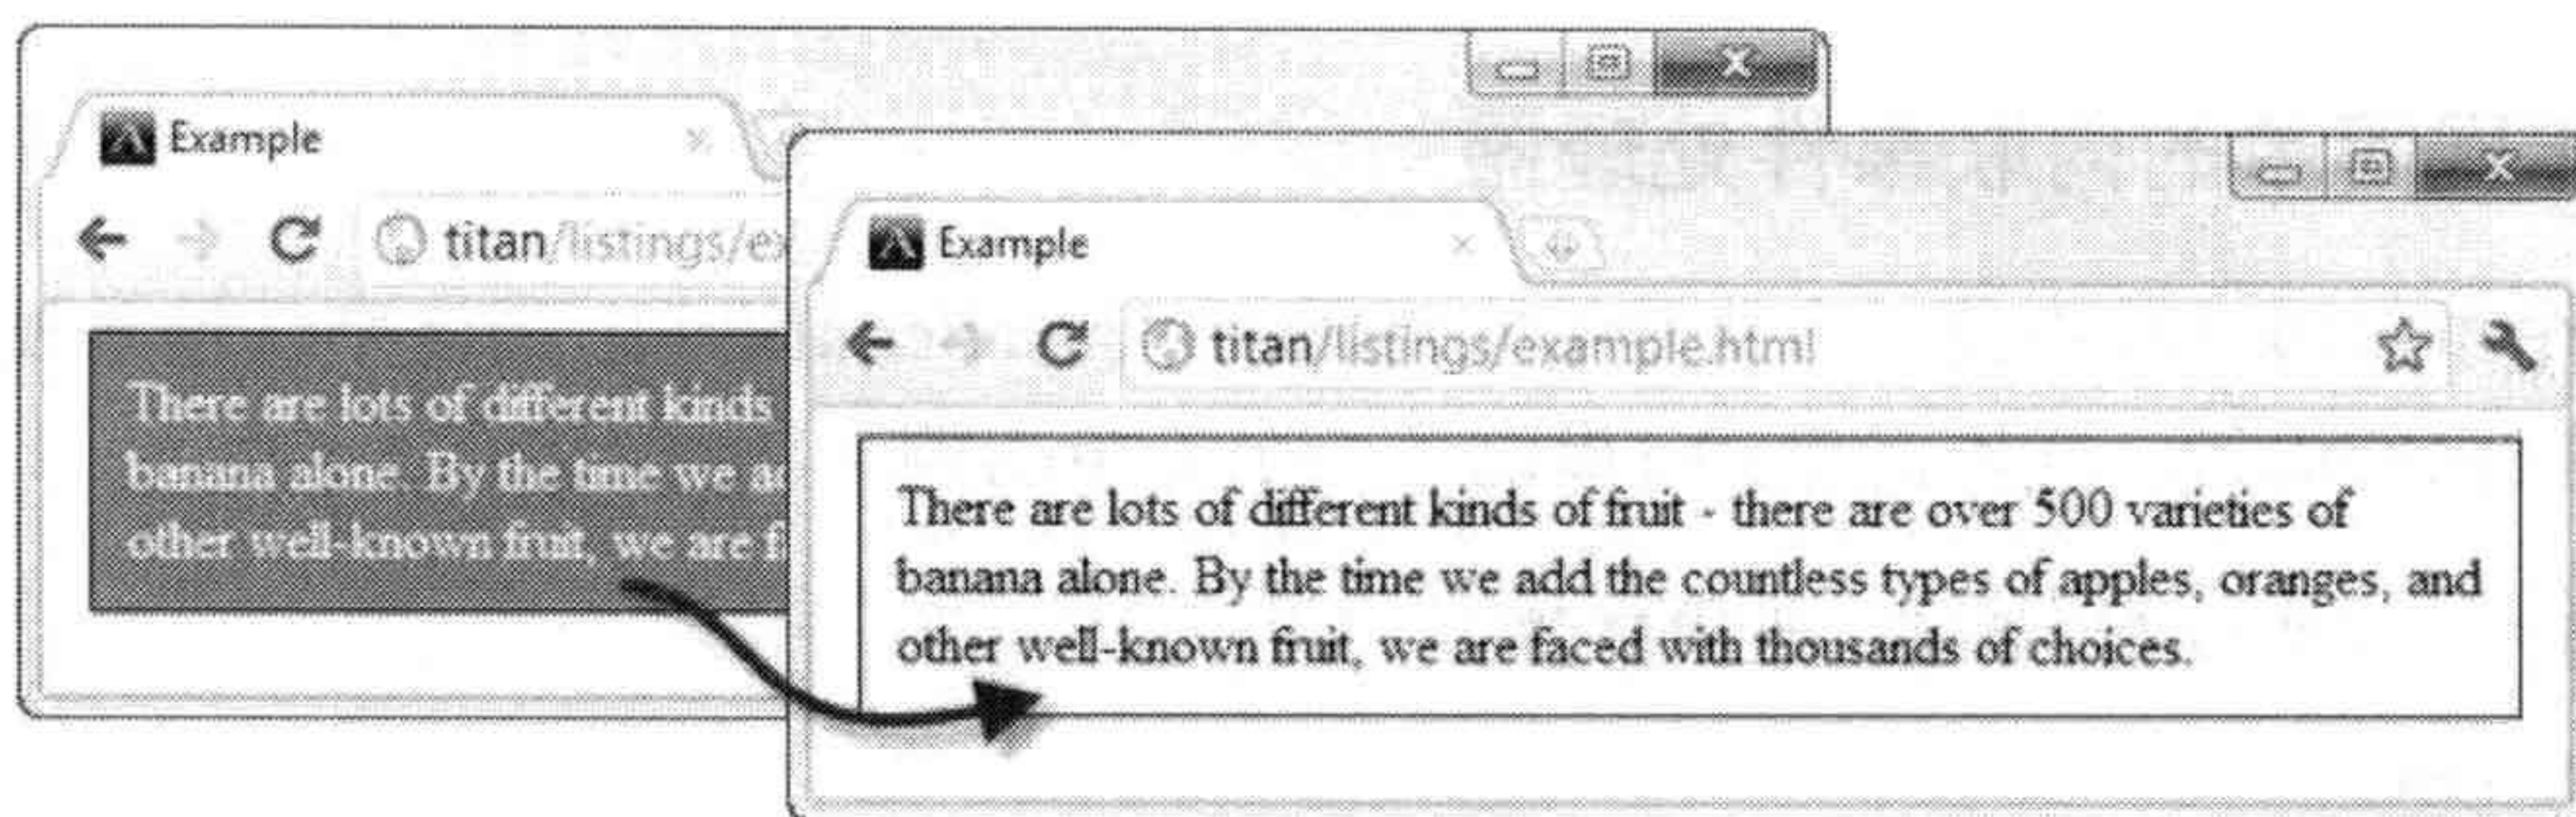 Example
titan/listings/ex
There are lots of different kinds
banana alone. By the time we ad
other well-known fruit, we are f
Example
titan/listings/example.html
There are lots of different kinds of fruit - there are over 500 varieties of
banana alone. By the time we add the countless types of apples, oranges, and
other well-known fruit, we are faced with thousands of choices.